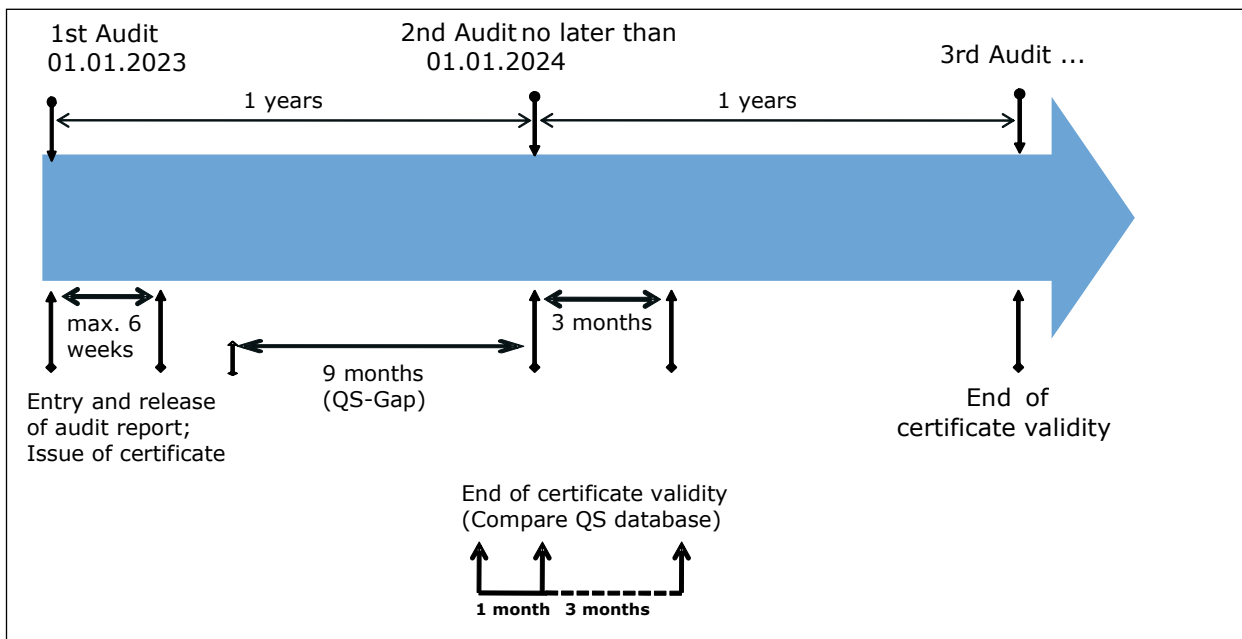 1st Audit
01.01.2023
2nd Audit no later than
01.01.2024
3rd Audit ...
1 years
1 years
max. 6
weeks
3 months
9 months
(QS-Gap)
Entry and release
of audit report;
Issue of certificate
End of
certificate validity
End of certificate validity
(Compare QS database)
1 month
3 months